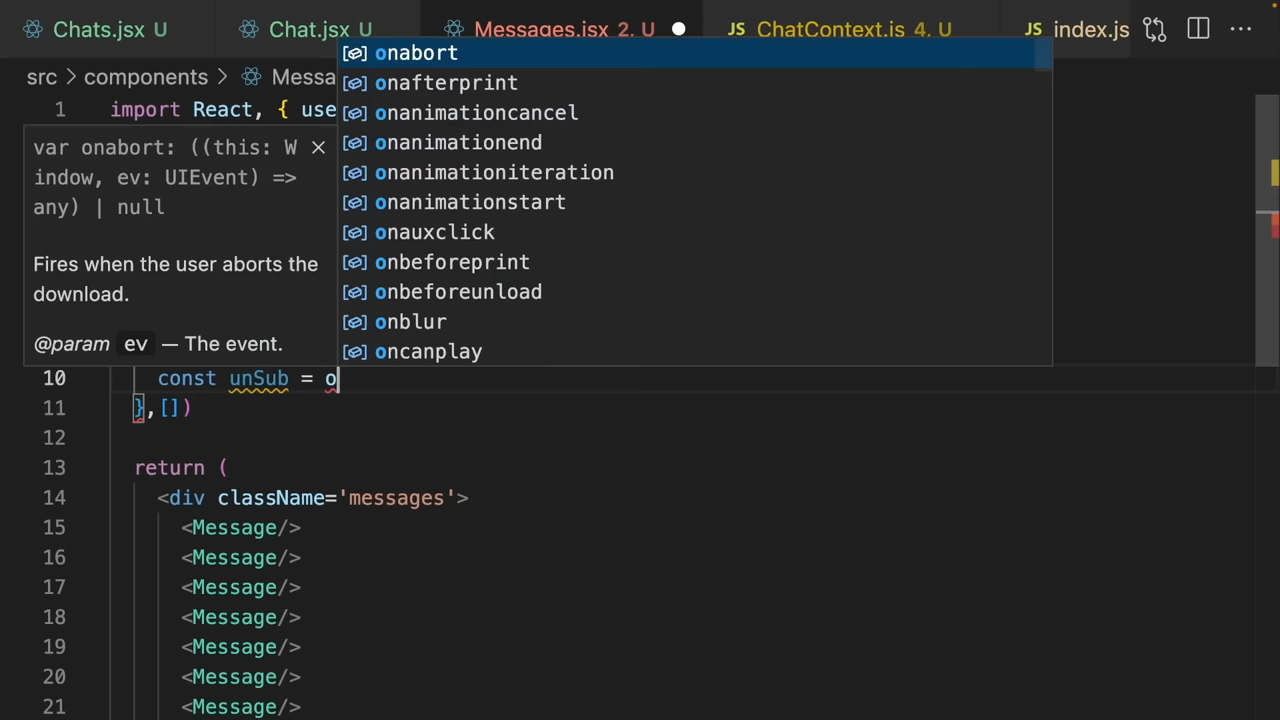 Chats.jsx U
Chat.jsx U
Messages.jsx 2, U
JS ChatContext.js 4, U
JS index.js
src > components > Messa
1 import React, { use
var onabort: ((this: W
indow, ev: UIEvent) =>
any) | null
Fires when the user aborts the
download.
@param ev — The event.
onabort
onafterprint
onanimationcancel
onanimationend
onanimationiteration
onanimationstart
onauxclick
onbeforeprint
onbeforeunload
onblur
oncanplay
10 const unSub = o
11 },[])
12
13 return (
14 <div className='messages'>
15 <Message/>
16 <Message/>
17 <Message/>
18 <Message/>
19 <Message/>
20 <Message/>
21 <Message/>